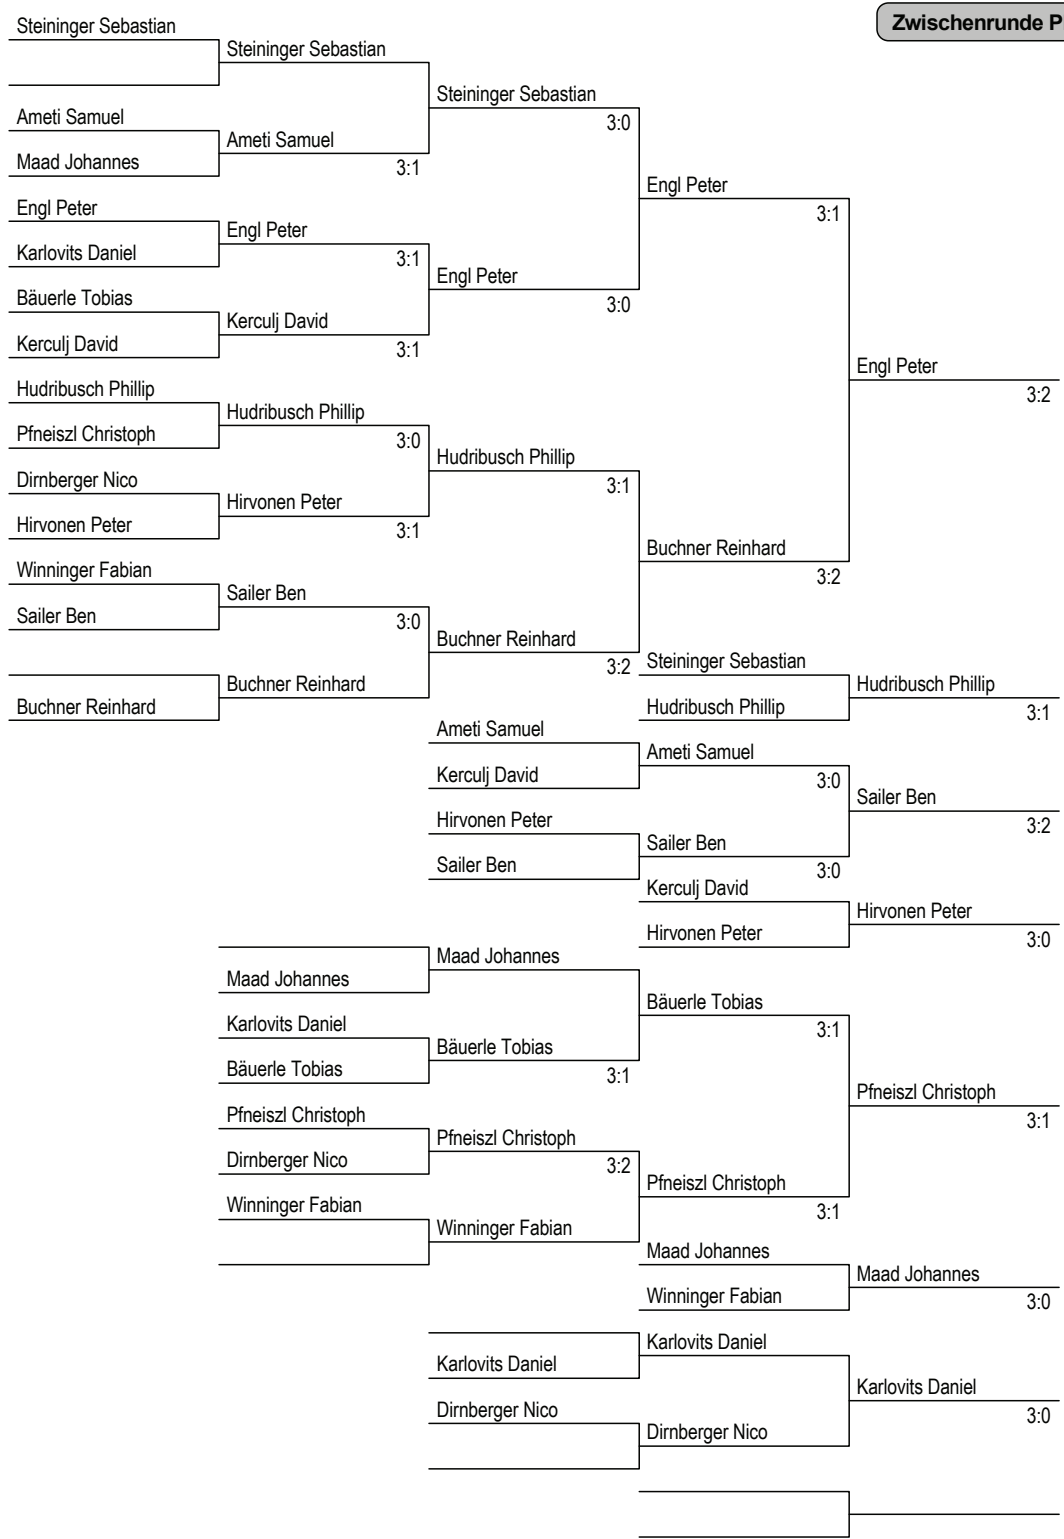 Steininger Sebastian
Zwischenrunde P
Steininger Sebastian
Steininger Sebastian
3:0
Ameti Samuel
Ameti Samuel
Maad Johannes
3:1
Engl Peter
3:1
Engl Peter
Engl Peter
Karlovits Daniel
3:1
Engl Peter
3:0
Bäuerle Tobias
Kerculj David
Kerculj David
3:1
Engl Peter
3:2
Hudribusch Phillip
Hudribusch Phillip
Pfneiszl Christoph
3:0
Hudribusch Phillip
3:1
Dirnberger Nico
Hirvonen Peter
Hirvonen Peter
3:1
Buchner Reinhard
3:2
Winninger Fabian
Sailer Ben
Sailer Ben
3:0
Buchner Reinhard
3:2
Steininger Sebastian
Buchner Reinhard
Hudribusch Phillip
Buchner Reinhard
Hudribusch Phillip
3:1
Ameti Samuel
Ameti Samuel
Kerculj David
3:0
Sailer Ben
3:2
Hirvonen Peter
Sailer Ben
Sailer Ben
3:0
Kerculj David
Hirvonen Peter
Hirvonen Peter
3:0
Maad Johannes
Maad Johannes
Bäuerle Tobias
3:1
Karlovits Daniel
Bäuerle Tobias
Bäuerle Tobias
3:1
Pfneiszl Christoph
3:1
Pfneiszl Christoph
Pfneiszl Christoph
Dirnberger Nico
3:2
Pfneiszl Christoph
3:1
Winninger Fabian
Winninger Fabian
Maad Johannes
Maad Johannes
Winninger Fabian
3:0
Karlovits Daniel
Karlovits Daniel
Karlovits Daniel
3:0
Dirnberger Nico
Dirnberger Nico